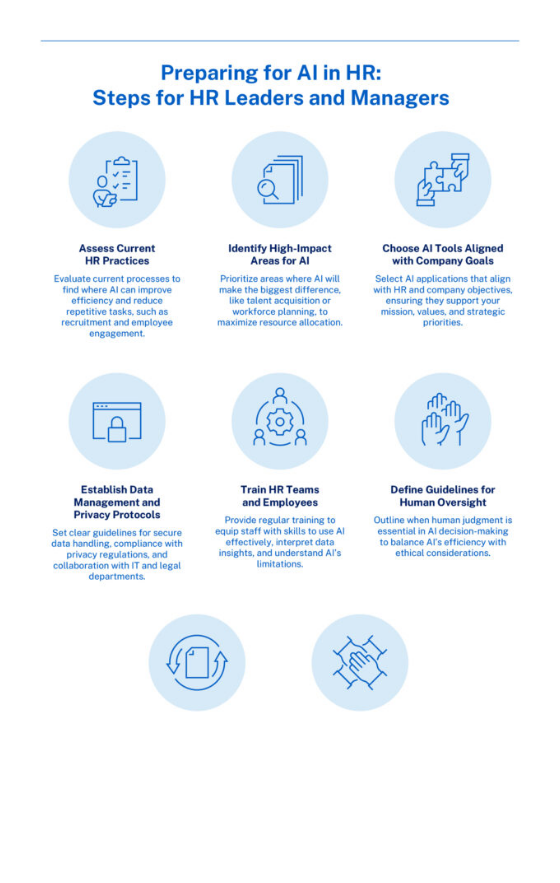 Preparing for AI in HR:
Steps for HR Leaders and Managers
Assess Current
HR Practices
Evaluate current processes to
find where AI can improve
efficiency and reduce
repetitive tasks, such as
recruitment and employee
engagement.
Identify High-Impact
Areas for AI
Prioritize areas where AI will
make the biggest difference,
like talent acquisition or
workforce planning, to
maximize resource allocation.
Choose AI Tools Aligned
with Company Goals
Select AI applications that align
with HR and company objectives,
ensuring they support your
mission, values, and strategic
priorities.
Establish Data
Management and
Privacy Protocols
Set clear guidelines for secure
data handling, compliance with
privacy regulations, and
collaboration with IT and legal
departments.
Train HR Teams
and Employees
Provide regular training to
equip staff with skills to use AI
effectively, interpret data
insights, and understand AI's
limitations.
Define Guidelines for
Human Oversight
Outline when human judgment is
essential in AI decision-making
to balance AI's efficiency with
ethical considerations.